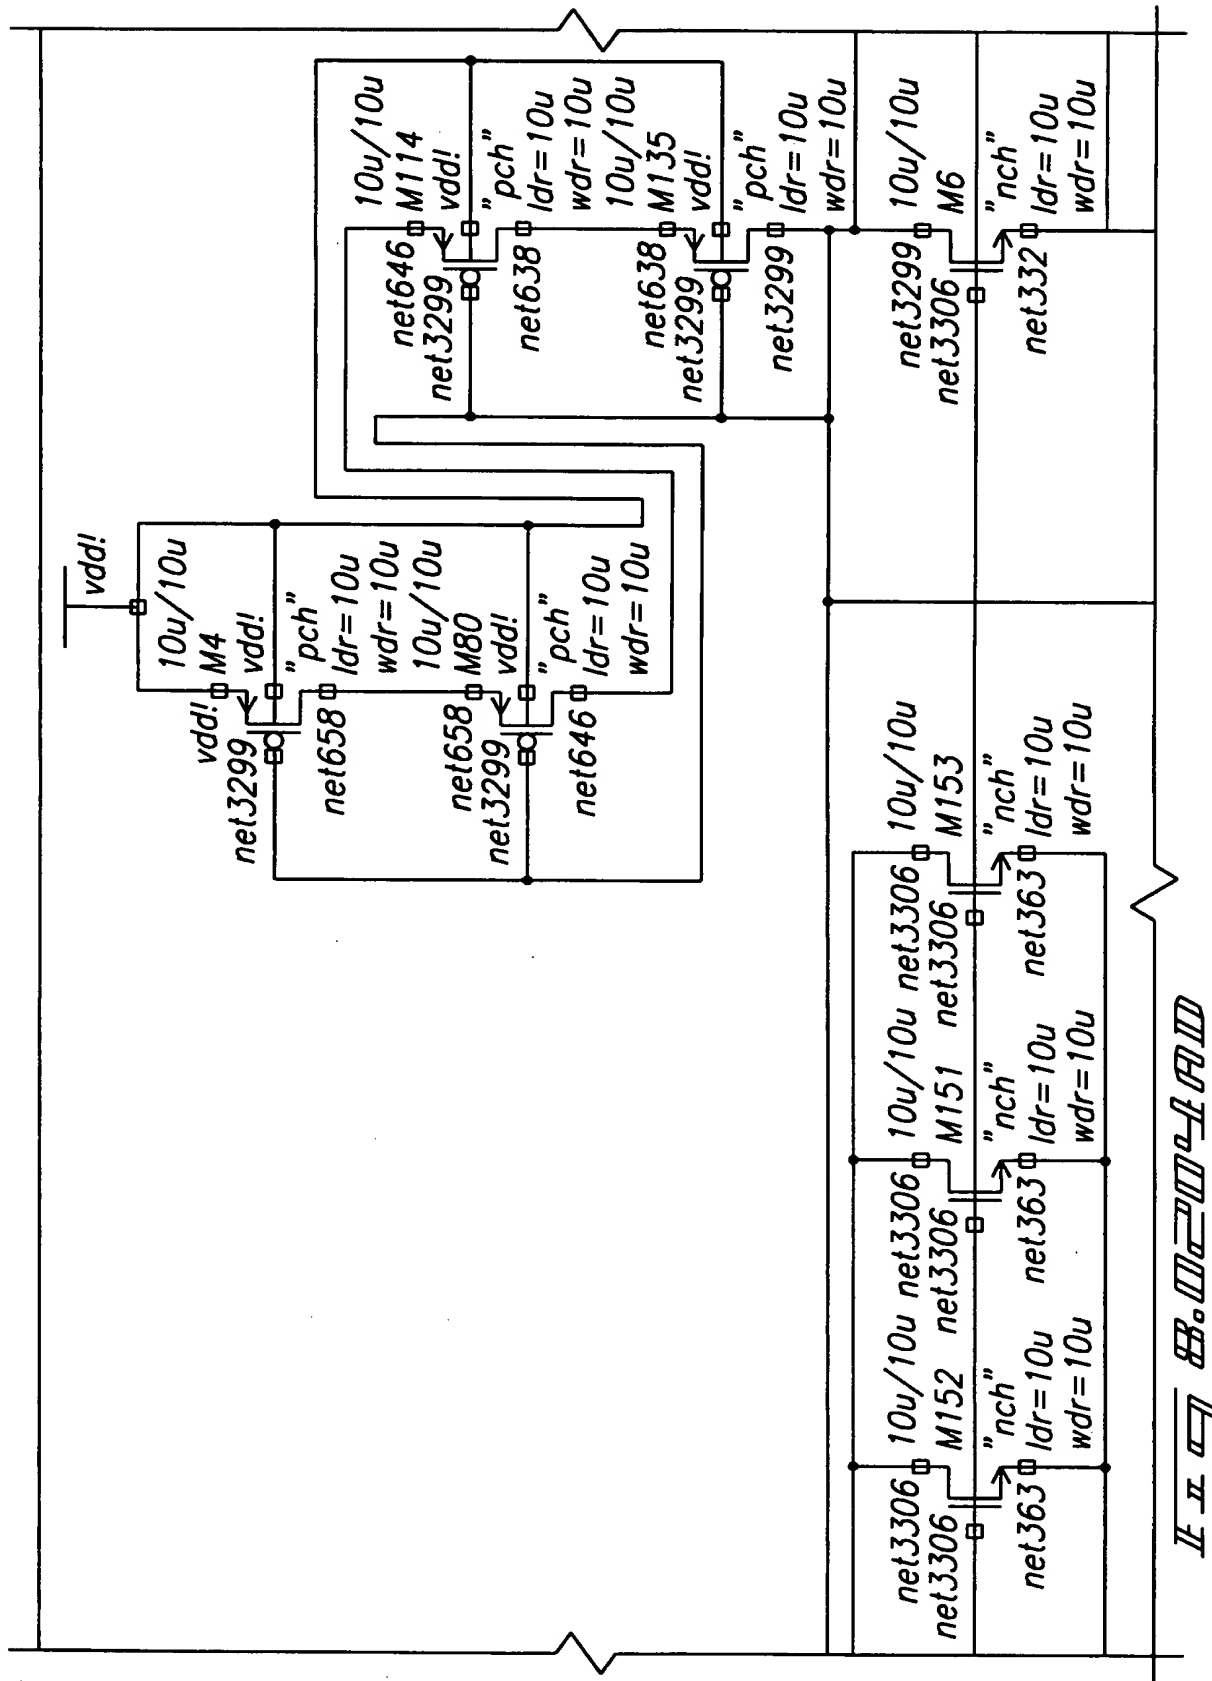 vdd!
10u/10u
M4
vdd!
vdd!
net3299
"pch"
net658
ldr=10u
wdr=10u
10u/10u
M80
net658
vdd!
net3299
"pch"
net646
ldr=10u
wdr=10u
10u/10u
M114
net646
vdd!
net3299
"pch"
net638
ldr=10u
wdr=10u
10u/10u
M135
net638
vdd!
net3299
"pch"
net3299
ldr=10u
wdr=10u
10u/10u
net3306
M152
net3306
"nch"
net363
ldr=10u
wdr=10u
10u/10u
net3306
M151
net3306
"nch"
net363
ldr=10u
wdr=10u
10u/10u
net3306
M153
net3306
"nch"
net363
ldr=10u
wdr=10u
10u/10u
net3299
M6
net3306
"nch"
net332
ldr=10u
wdr=10u
FIG 8.0204AD